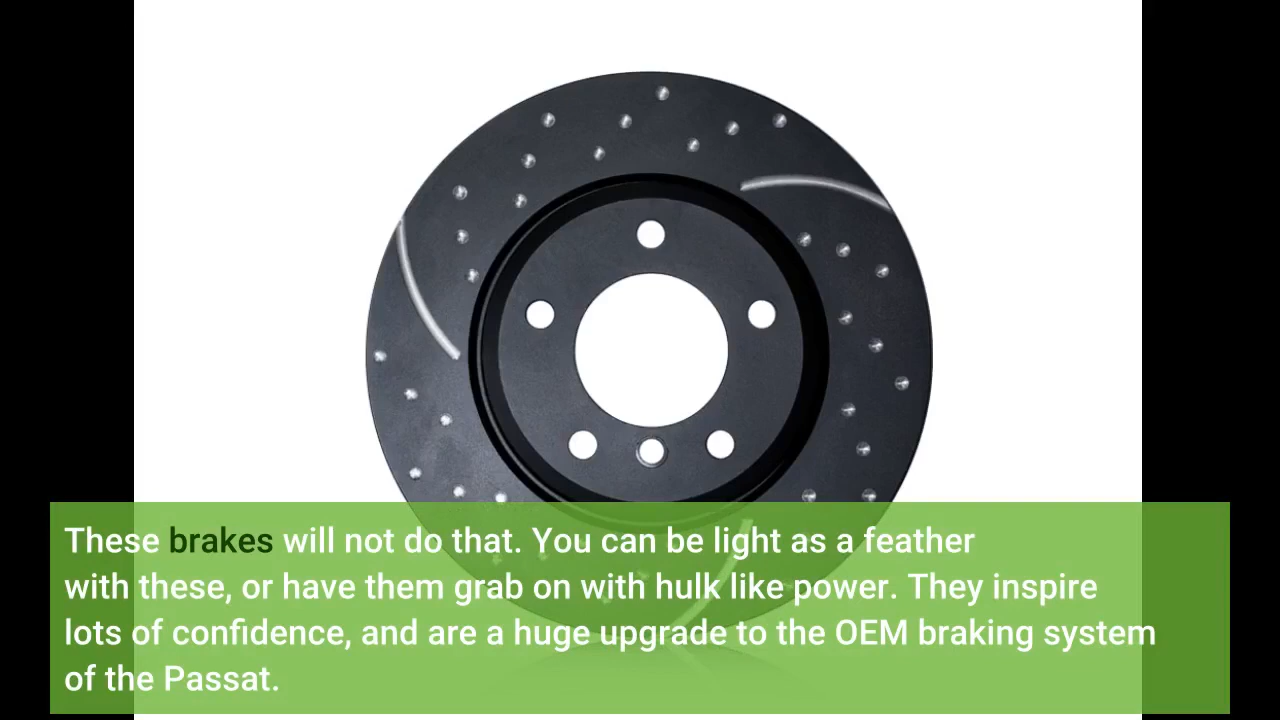 These brakes will not do that. You can be light as a feather
with these, or have them grab on with hulk like power. They inspire
lots of confidence, and are a huge upgrade to the OEM braking system
of the Passat.